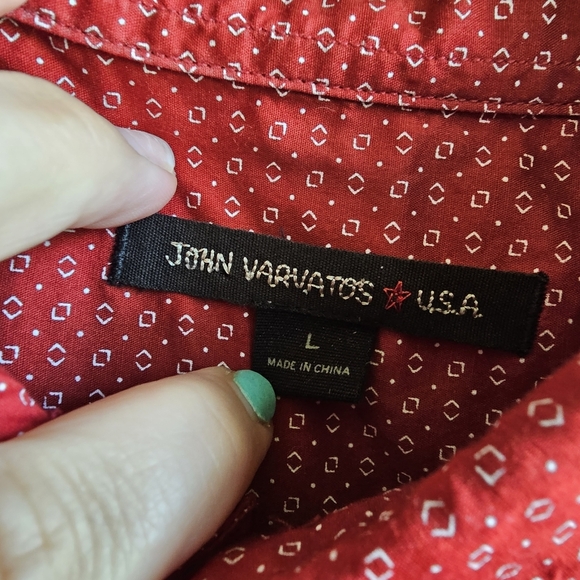 JOHN VARVATOS ★ U.S.A.
L
MADE IN CHINA